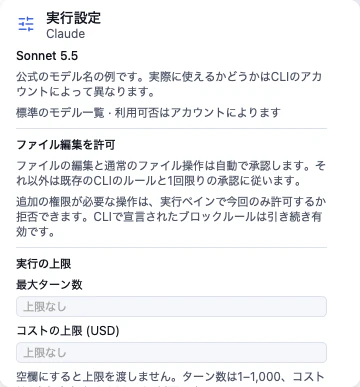 実行設定
Claude
Sonnet 5.5
公式のモデル名の例です。実際に使えるかどうかはCLIのアカ
ウントによって異なります。
標準のモデル一覧・利用可否はアカウントによります
ファイル編集を許可
ファイルの編集と通常のファイル操作は自動で承認します。そ
れ以外は既存のCLIのルールと1回限りの承認に従います。
追加の権限が必要な操作は、実行ペインで今回のみ許可するか
拒否できます。CLIで宣言されたブロックルールは引き続き有
効です。
実行の上限
最大ターン数
上限なし
コストの上限 (USD)
上限なし
空欄にすると上限を渡しません。ターン数は1–1,000、コスト